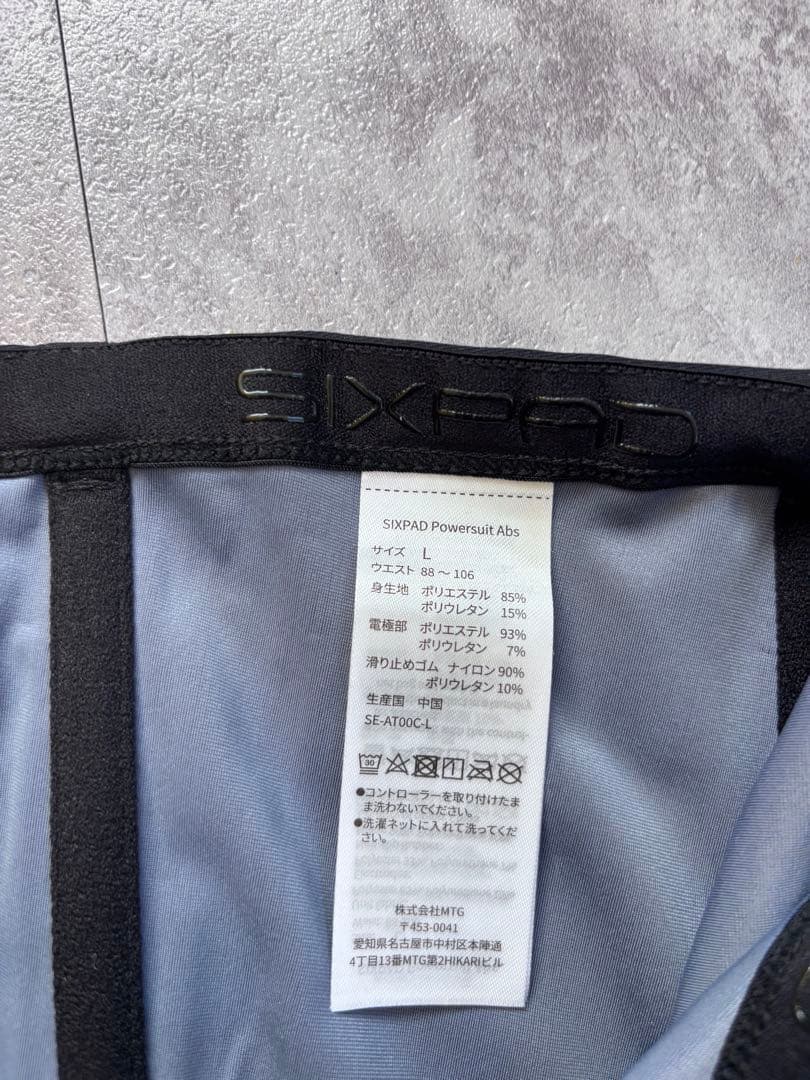 SIXPAD
SIXPAD Powersuit Abs
サイズ L
ウエスト 88 ～ 106
身生地 ポリエステル 85%
ポリウレタン 15%
電極部 ポリエステル 93%
ポリウレタン 7%
滑り止めゴム ナイロン 90%
ポリウレタン 10%
生産国 中国
SE-AT00C-L
30
●コントローラーを取り付けたま
ま洗わないでください。
●洗濯ネットに入れて洗ってくだ
さい。
株式会社MTG
〒453-0041
愛知県名古屋市中村区本陣通
4丁目13番MTG第2HIKARIビル